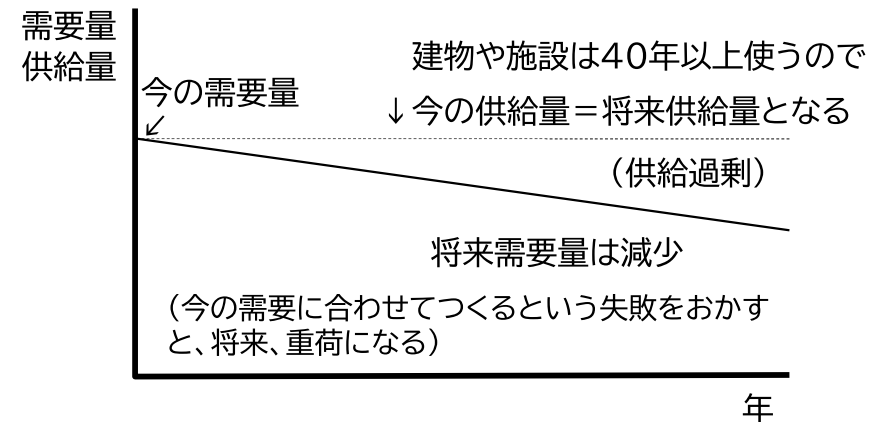 需要量
供給量
建物や施設は40年以上使うので
今の需要量
↓今の供給量＝将来供給量となる
↙
（供給過剰）
将来需要量は減少
（今の需要に合わせてつくるという失敗をおかす
と、将来、重荷になる）
年